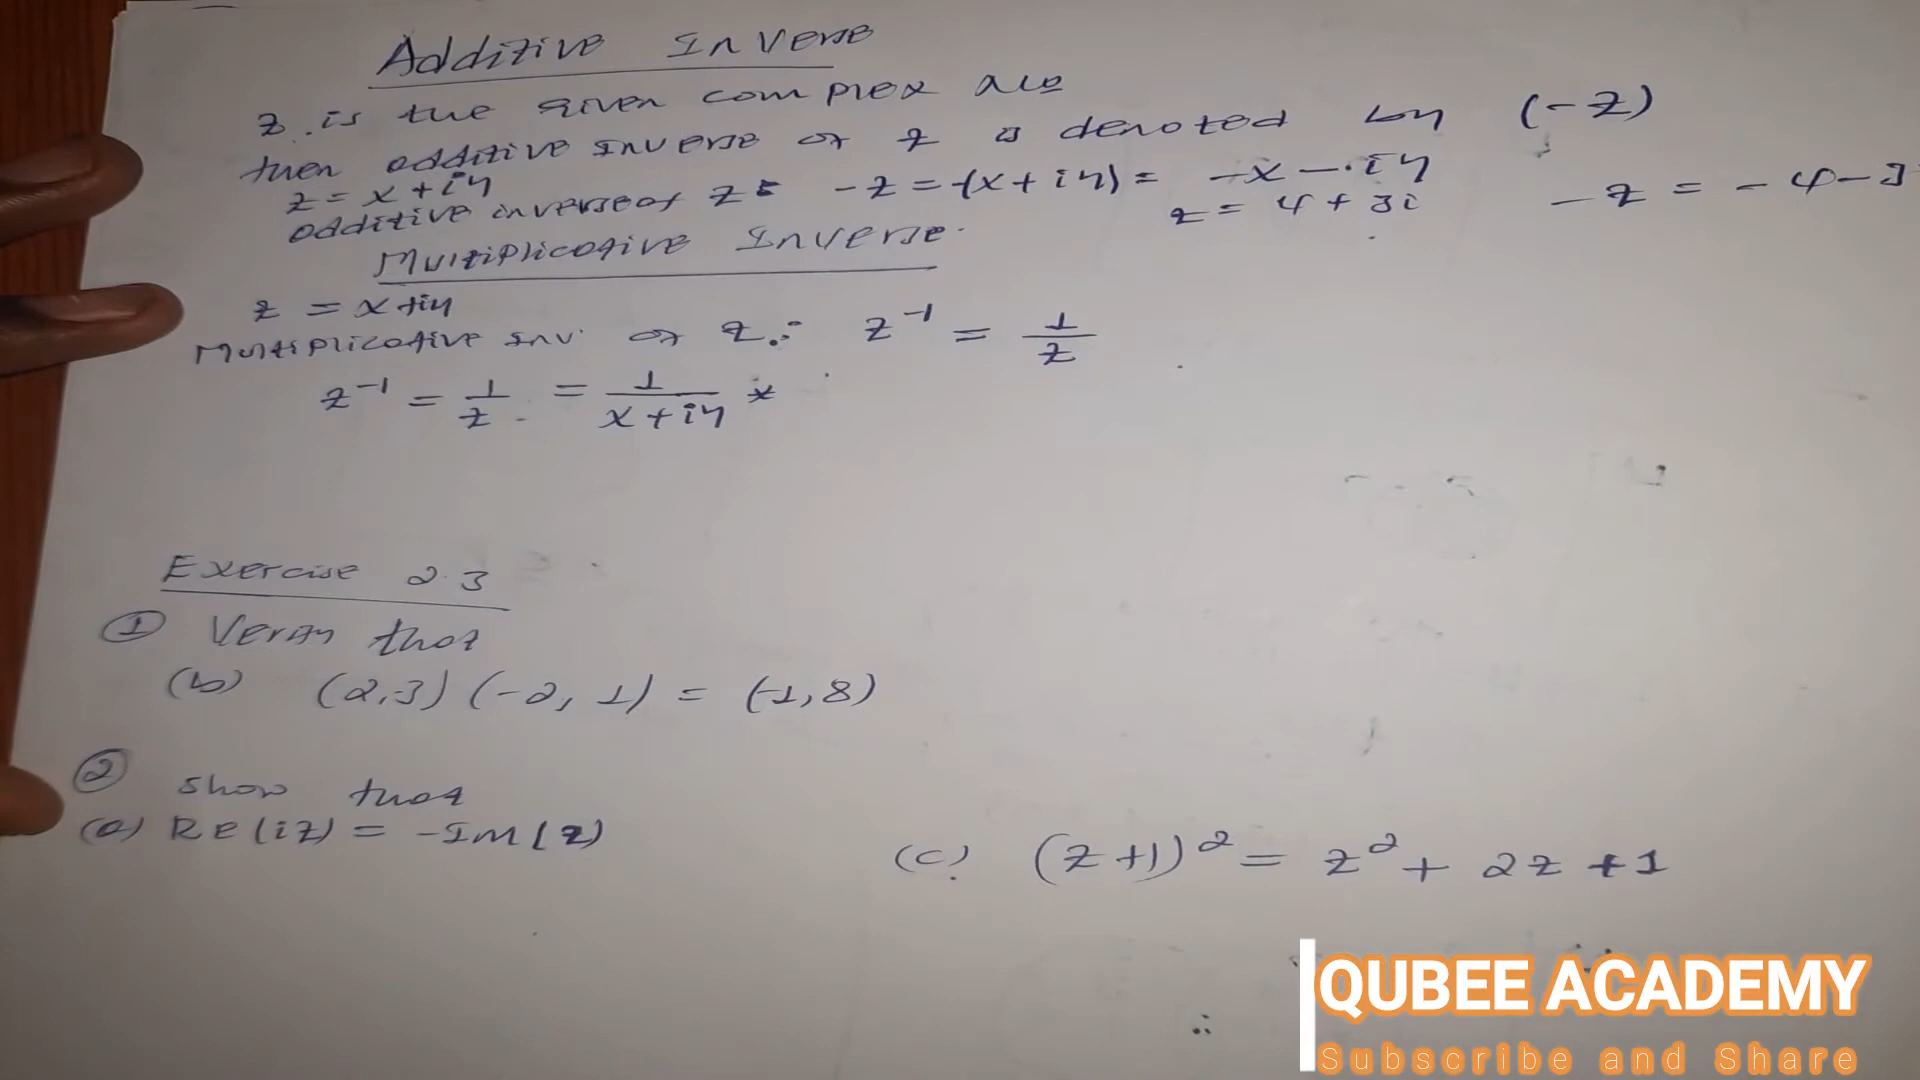 Additive Inverse
z. is the given complex no
then additive inverse of z is denoted by (-z)
z = x + iy
additive inverse of z = -z = -(x + iy) = -x - iy
z = 4 + 3i -z = -4-3
Multiplicative Inverse.
z = x + iy
Multiplicative inv. of z.: z⁻¹ = 1/z
z⁻¹ = 1/z = 1/(x + iy) *
Exercise 2.3
① Verify that
(b) (2,3) (-2, 1) = (-1,8)
② Show that
(a) Re(iz) = -Im(z)
(c) (z+1)² = z² + 2z + 1
QUBEE ACADEMY
Subscribe and Share